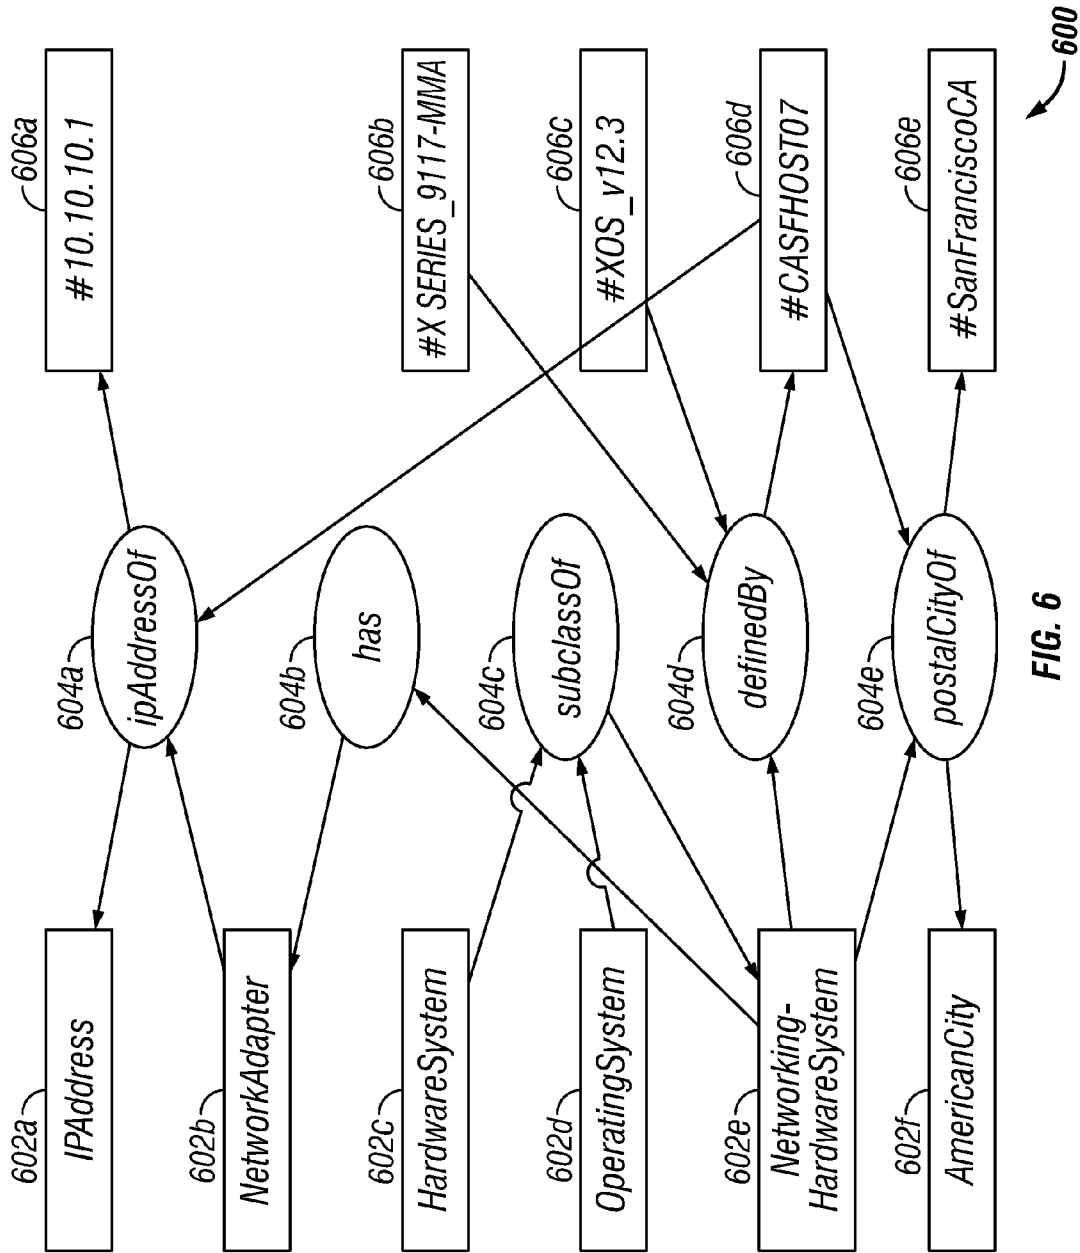 602a
IPAddress
602b
NetworkAdapter
602c
HardwareSystem
602d
OperatingSystem
602e
Networking-
HardwareSystem
602f
AmericanCity
604a
ipAddressOf
604b
has
604c
subclassOf
604d
definedBy
604e
postalCityOf
606a
#10.10.10.1
606b
#X SERIES_9117-MMA
606c
#XOS_v12.3
606d
#CASFHOST07
606e
#SanFranciscoCA
600
FIG. 6